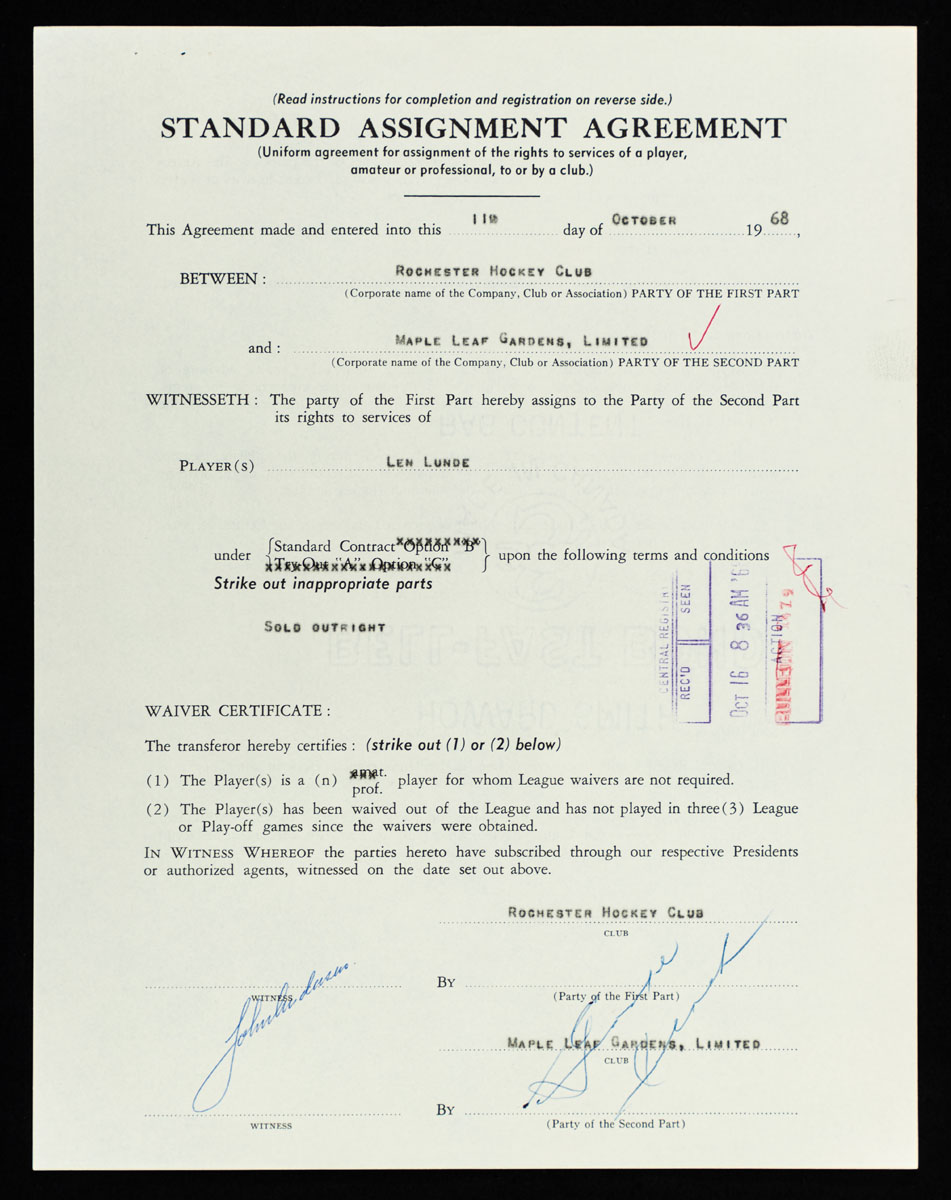 (Read instructions for completion and registration on reverse side.)
STANDARD ASSIGNMENT AGREEMENT
(Uniform agreement for assignment of the rights to services of a player,
amateur or professional, to or by a club.)
This Agreement made and entered into this 11th day of October 1968,
BETWEEN : Rochester Hockey Club
(Corporate name of the Company, Club or Association) PARTY OF THE FIRST PART
and : Maple Leaf Gardens, Limited
(Corporate name of the Company, Club or Association) PARTY OF THE SECOND PART
WITNESSETH : The party of the First Part hereby assigns to the Party of the Second Part
its rights to services of
Player(s) Len Lunde
under {Standard Contract Option "B"
Try-Out "A" Option "C"} upon the following terms and conditions
Strike out inappropriate parts
Sold outright
CENTRAL REGISTRY
REC'D SEEN
OCT 16 8 36 AM '6
ACTION
WAIVER CERTIFICATE :
The transferor hereby certifies : (strike out (1) or (2) below)
(1) The Player(s) is a (n) amat. prof. player for whom League waivers are not required.
(2) The Player(s) has been waived out of the League and has not played in three(3) League
or Play-off games since the waivers were obtained.
In Witness Whereof the parties hereto have subscribed through our respective Presidents
or authorized agents, witnessed on the date set out above.
Rochester Hockey Club
CLUB
WITNESS
By
(Party of the First Part)
Maple Leaf Gardens, Limited
CLUB
WITNESS
By
(Party of the Second Part)